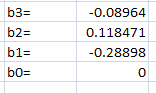 b3= -0.08964
b2= 0.118471
b1= -0.28898
b0= 0